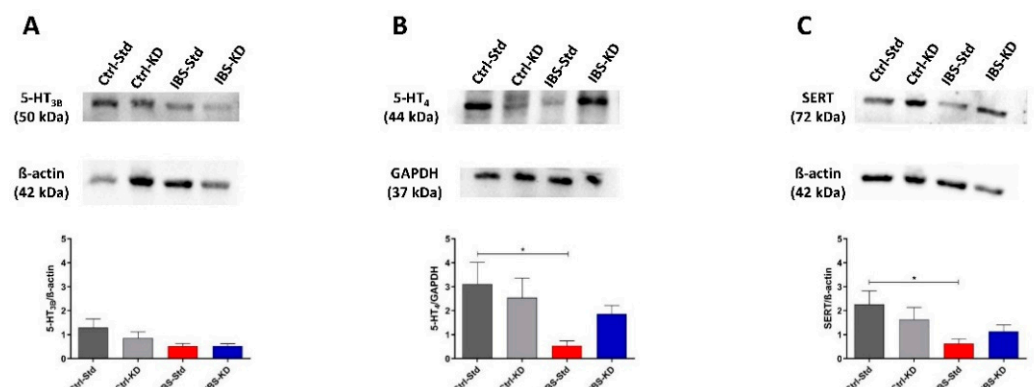 A
Ctrl-Std Ctrl-KD IBS-Std IBS-KD
5-HT3B
(50 kDa)
ß-actin
(42 kDa)
5
4
3
2
1
0
5-HT3B/ß-actin
Ctrl-Std Ctrl-KD IBS-Std IBS-KD
B
Ctrl-Std Ctrl-KD IBS-Std IBS-KD
5-HT4
(44 kDa)
GAPDH
(37 kDa)
5
4
3
2
1
0
5-HT4/GAPDH
*
Ctrl-Std Ctrl-KD IBS-Std IBS-KD
C
Ctrl-Std Ctrl-KD IBS-Std IBS-KD
SERT
(72 kDa)
ß-actin
(42 kDa)
5
4
3
2
1
0
SERT/ß-actin
*
Ctrl-Std Ctrl-KD IBS-Std IBS-KD